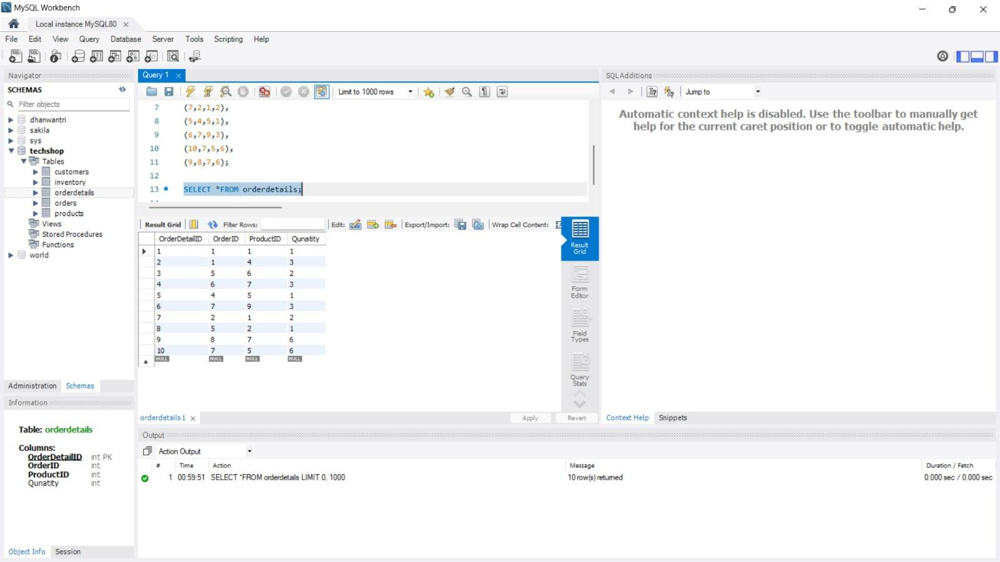 MySQL Workbench
Local instance MySQL80
File Edit View Query Database Server Tools Scripting Help
Navigator
SCHEMAS
Filter objects
dhanwantri
sakila
sys
techshop
Tables
customers
inventory
orderdetails
orders
products
Views
Stored Procedures
Functions
world
Administration Schemas
Information
Table: orderdetails
Columns:
OrderDetailID int PK
OrderID int
ProductID int
Qunatity int
Object Info Session
Query 1
Limit to 1000 rows
7 (7,2,1,2),
8 (5,4,5,1),
9 (6,7,9,3),
10 (10,7,5,6),
11 (9,8,7,6);
12
13 SELECT *FROM orderdetails;
Result Grid Filter Rows: Edit: Export/Import: Wrap Cell Content:
OrderDetailID OrderID ProductID Qunatity
1 1 1 1
2 1 4 3
3 5 6 2
4 6 7 3
5 4 5 1
6 7 9 3
7 2 1 2
8 5 2 1
9 8 7 6
10 7 5 6
NULL NULL NULL NULL
Result
Grid
Form
Editor
Field
Types
Query
Stats
orderdetails 1 Apply Revert
SQLAdditions
Jump to
Automatic context help is disabled. Use the toolbar to manually get
help for the current caret position or to toggle automatic help.
Context Help Snippets
Output
Action Output
# Time Action Message Duration / Fetch
1 00:59:51 SELECT *FROM orderdetails LIMIT 0, 1000 10 row(s) returned 0.000 sec / 0.000 sec